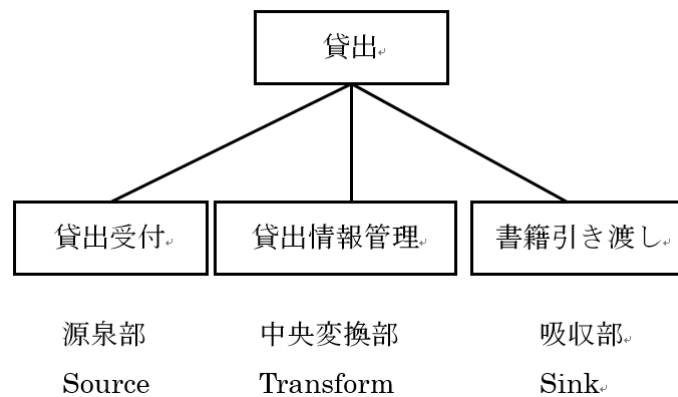 貸出
貸出受付
貸出情報管理
書籍引き渡し
源泉部
中央変換部
吸収部
Source
Transform
Sink